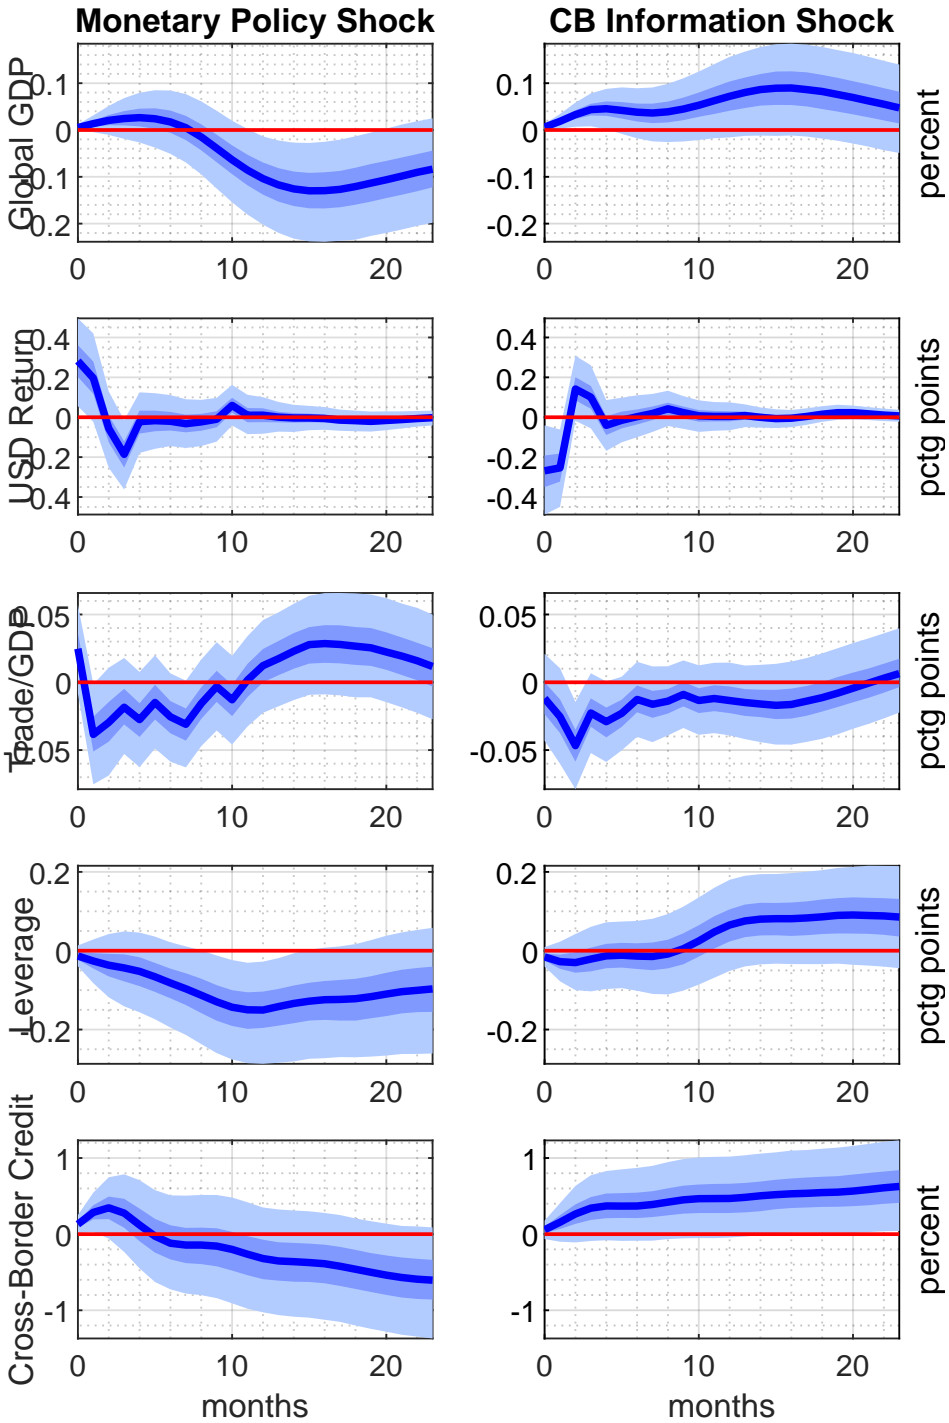 Monetary Policy Shock CB Information Shock
Global GDP
0.1
0
-0.1
-0.2
0 10 20
0.1
0
-0.1
-0.2
0 10 20
percent
USD Return
0.4
0.2
0
-0.2
-0.4
0 10 20
0.4
0.2
0
-0.2
-0.4
0 10 20
pctg points
Trade/GDP
0.05
0
-0.05
0 10 20
0.05
0
-0.05
0 10 20
pctg points
Leverage
0.2
0
-0.2
0 10 20
0.2
0
-0.2
0 10 20
pctg points
Cross-Border Credit
1
0
-1
0 10 20
months
1
0
-1
0 10 20
months
percent